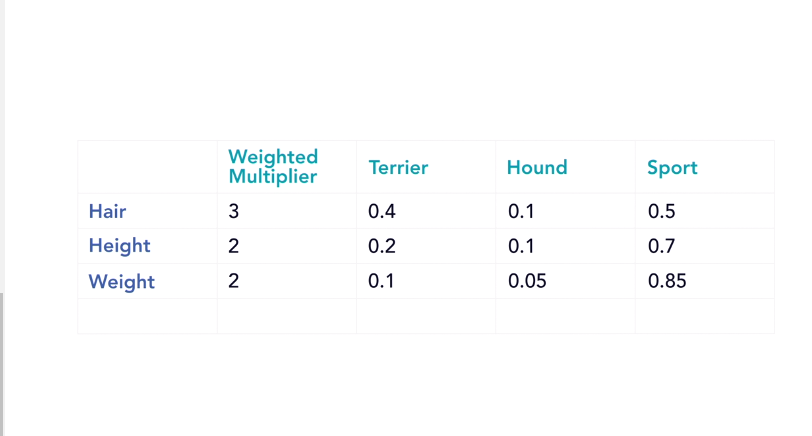 Weighted Multiplier Terrier Hound Sport
Hair 3 0.4 0.1 0.5
Height 2 0.2 0.1 0.7
Weight 2 0.1 0.05 0.85